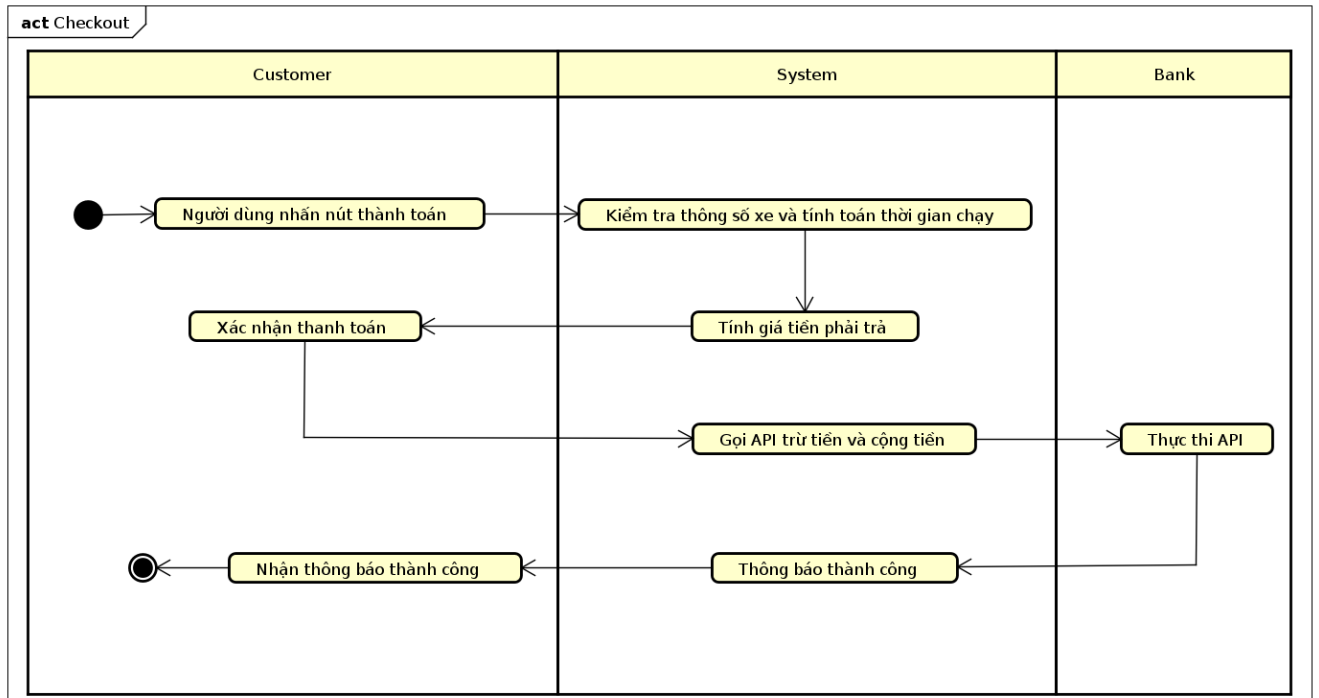 act Checkout
Customer
System
Bank
Người dùng nhấn nút thành toán
Kiểm tra thông số xe và tính toán thời gian chạy
Xác nhận thanh toán
Tính giá tiền phải trả
Gọi API trừ tiền và cộng tiền
Thực thi API
Nhận thông báo thành công
Thông báo thành công